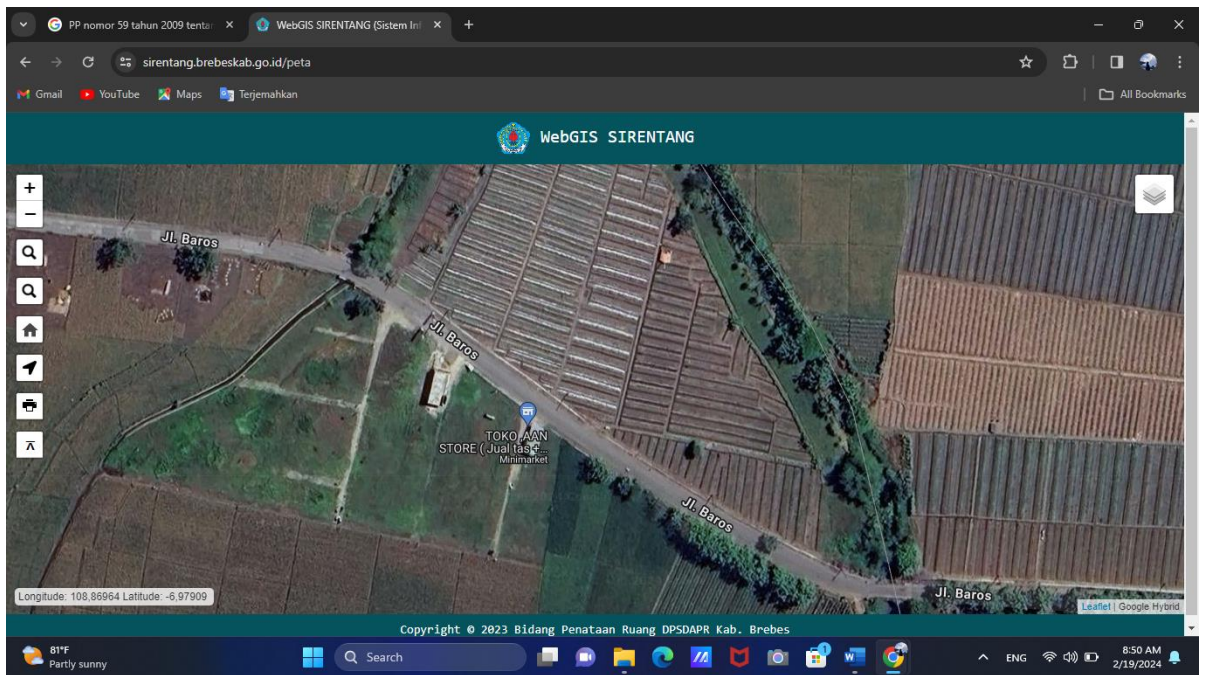 PP nomor 59 tahun 2009 tentar
WebGIS SIRENTANG (Sistem Inf
sirentang.brebeskab.go.id/peta
Gmail
YouTube
Maps
Terjemahkan
All Bookmarks
WebGIS SIRENTANG
Jl. Baros
Jl. Baros
TOKO AAN
STORE ( Jual tas +...
Minimarket
Jl. Baros
Jl. Baros
Longitude: 108,86964 Latitude: -6,97909
Leaflet | Google Hybrid
Copyright © 2023 Bidang Penataan Ruang DPSDAPR Kab. Brebes
81°F
Partly sunny
Search
ENG
8:50 AM
2/19/2024